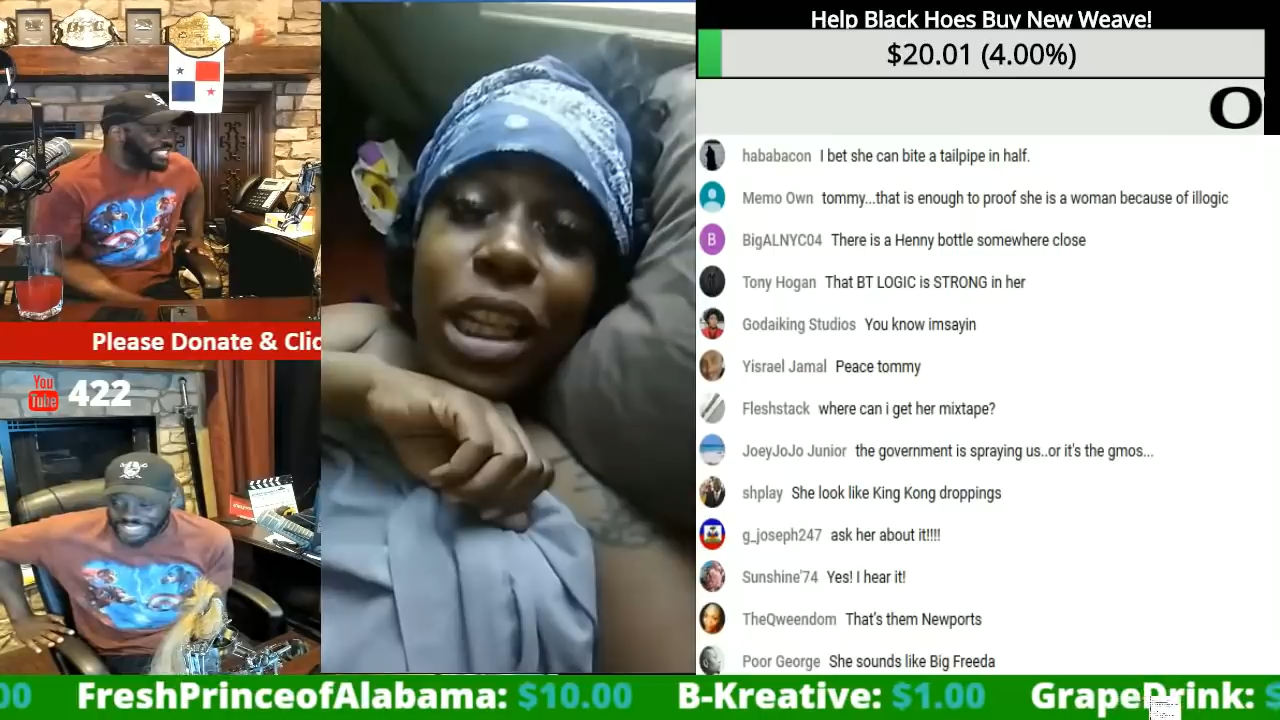 Help Black Hoes Buy New Weave!
$20.01 (4.00%)
O
hababacon I bet she can bite a tailpipe in half.
Memo Own tommy...that is enough to proof she is a woman because of illogic
B BigALNYC04 There is a Henny bottle somewhere close
Tony Hogan That BT LOGIC is STRONG in her
Godaiking Studios You know imsayin
Yisrael Jamal Peace tommy
Fleshstack where can i get her mixtape?
JoeyJoJo Junior the government is spraying us..or it's the gmos...
shplay She look like King Kong droppings
g_joseph247 ask her about it!!!!
Sunshine'74 Yes! I hear it!
TheQweendom That's them Newports
Poor George She sounds like Big Freeda
Please Donate & Clic
You Tube 422
00 FreshPrinceofAlabama: $10.00 B-Kreative: $1.00 GrapeDrink: $